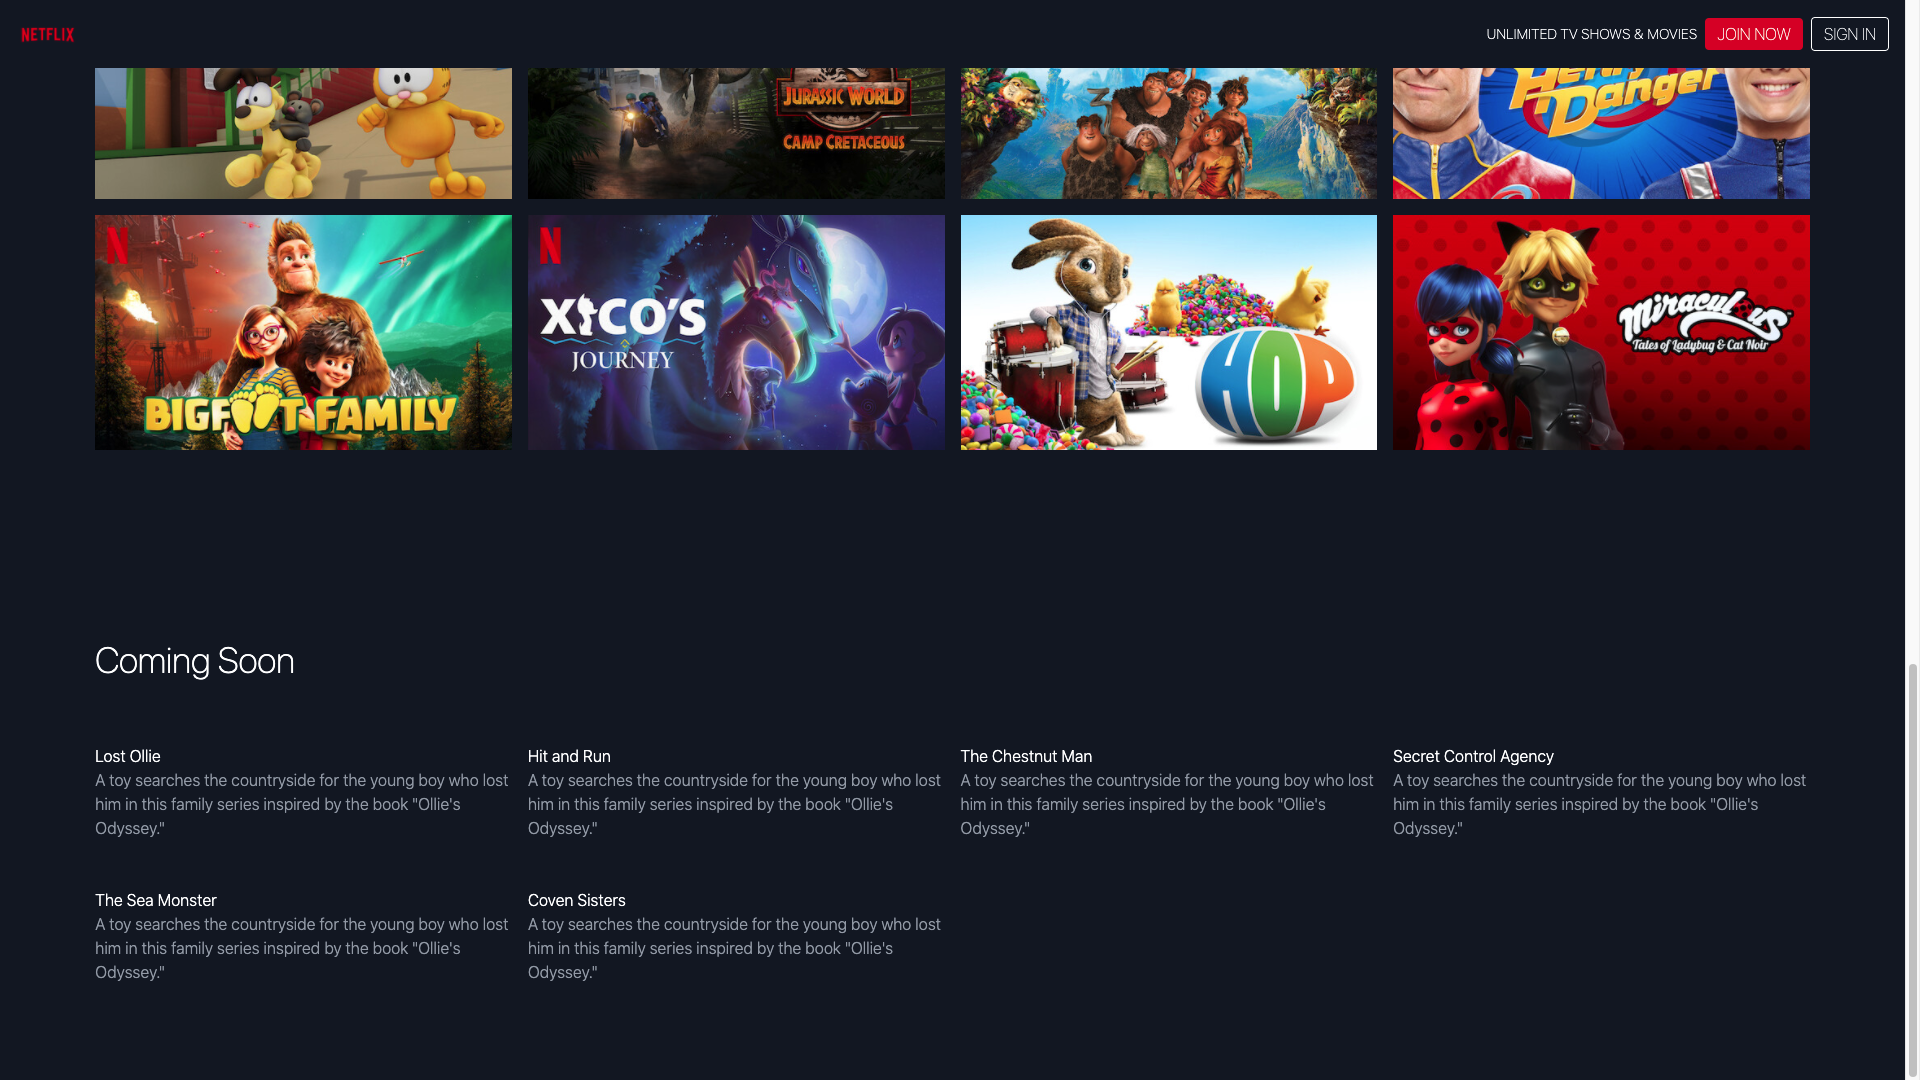 NETFLIX
UNLIMITED TV SHOWS & MOVIES
JOIN NOW
SIGN IN
JURASSIC WORLD
CAMP CRETACEOUS
Henry
Danger
N
BIGFOOT FAMILY
N
XICO'S
JOURNEY
HOP
Miraculous
Tales of Ladybug & Cat Noir
Coming Soon
Lost Ollie
A toy searches the countryside for the young boy who lost
him in this family series inspired by the book "Ollie's
Odyssey."
Hit and Run
A toy searches the countryside for the young boy who lost
him in this family series inspired by the book "Ollie's
Odyssey."
The Chestnut Man
A toy searches the countryside for the young boy who lost
him in this family series inspired by the book "Ollie's
Odyssey."
Secret Control Agency
A toy searches the countryside for the young boy who lost
him in this family series inspired by the book "Ollie's
Odyssey."
The Sea Monster
A toy searches the countryside for the young boy who lost
him in this family series inspired by the book "Ollie's
Odyssey."
Coven Sisters
A toy searches the countryside for the young boy who lost
him in this family series inspired by the book "Ollie's
Odyssey."